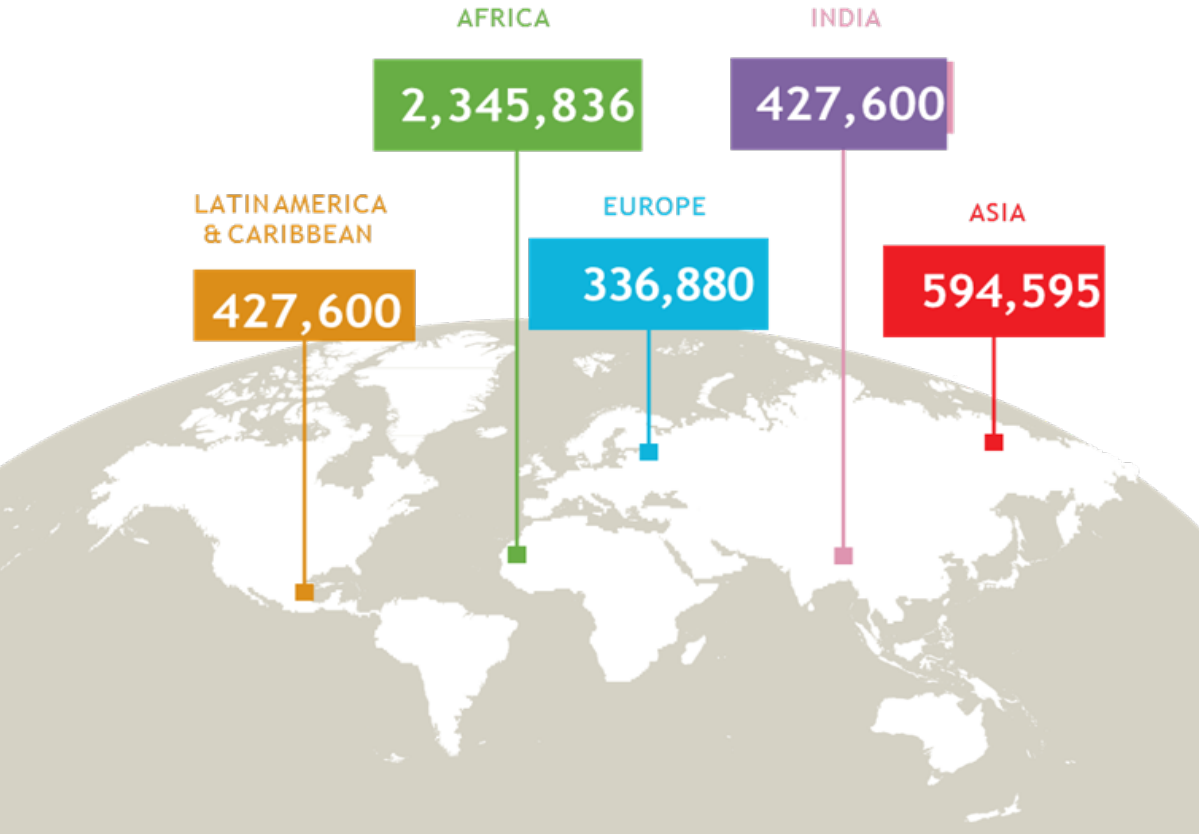 AFRICA
2,345,836
INDIA
427,600
LATIN AMERICA
& CARIBBEAN
427,600
EUROPE
336,880
ASIA
594,595